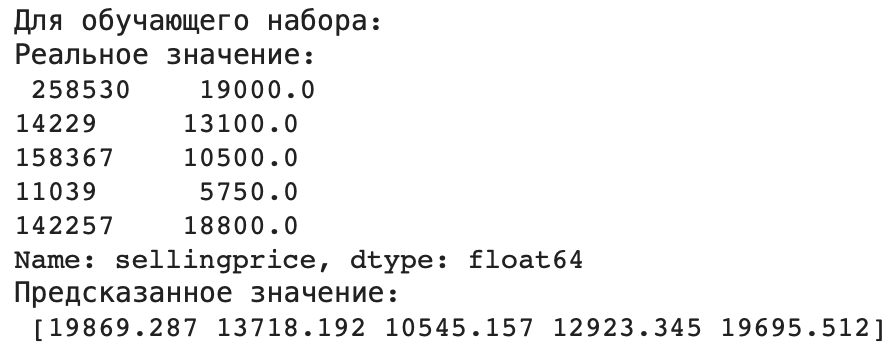 Для обучающего набора:
Реальное значение:
258530    19000.0
14229     13100.0
158367    10500.0
11039      5750.0
142257    18800.0
Name: sellingprice, dtype: float64
Предсказанное значение:
[19869.287 13718.192 10545.157 12923.345 19695.512]